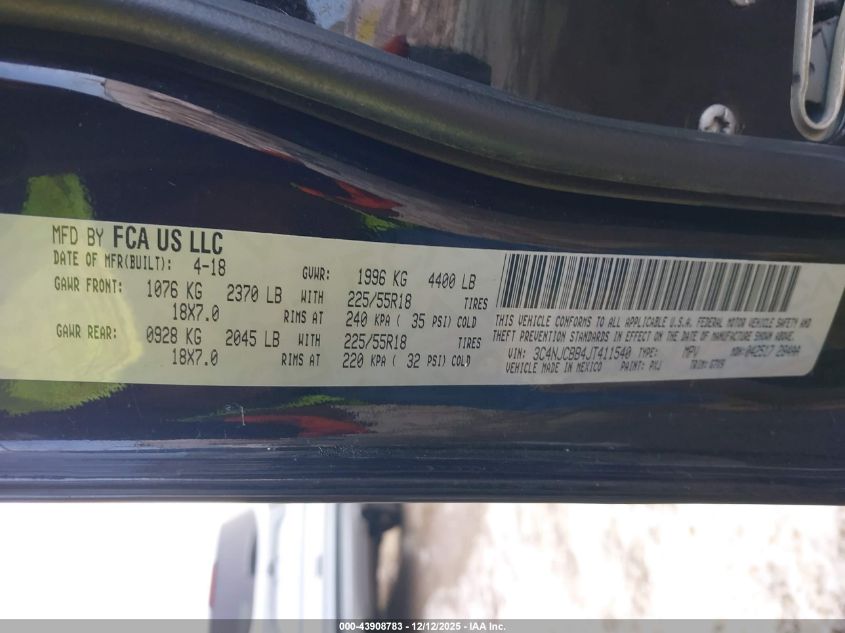 MFD BY FCA US LLC
DATE OF MFR(BUILT): 4-18 GVWR: 1996 KG 4400 LB
GAWR FRONT: 1076 KG 2370 LB WITH 225/55R18 TIRES
18X7.0 RIMS AT 240 KPA ( 35 PSI) COLD
GAWR REAR: 0928 KG 2045 LB WITH 225/55R18 TIRES
18X7.0 RIMS AT 220 KPA ( 32 PSI) COLD
THIS VEHICLE CONFORMS TO ALL APPLICABLE U.S.A. FEDERAL MOTOR VEHICLE SAFETY AND
THEFT PREVENTION STANDARDS IN EFFECT ON THE DATE OF MANUFACTURE SHOWN ABOVE.
VIN: 3C4NJCBB4JT411540 TYPE: MPV MDH: 042517
VEHICLE MADE IN MEXICO PAINT: PXJ TRIM:
000-43908783 - 12/12/2025 - IAA Inc.